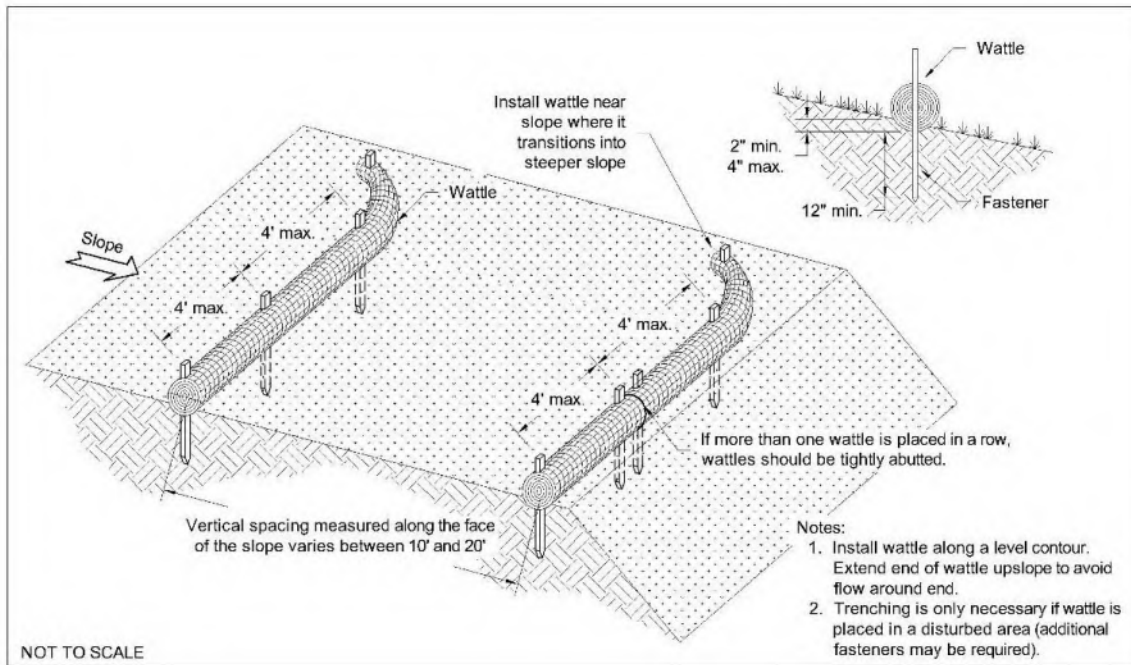 Wattle
Install wattle near
slope where it
transitions into
steeper slope
2" min.
4" max.
12" min.
Fastener
Wattle
Slope
4' max.
4' max.
4' max.
4' max.
If more than one wattle is placed in a row,
wattles should be tightly abutted.
Vertical spacing measured along the face
of the slope varies between 10' and 20'
Notes:
1. Install wattle along a level contour.
Extend end of wattle upslope to avoid
flow around end.
2. Trenching is only necessary if wattle is
placed in a disturbed area (additional
fasteners may be required).
NOT TO SCALE